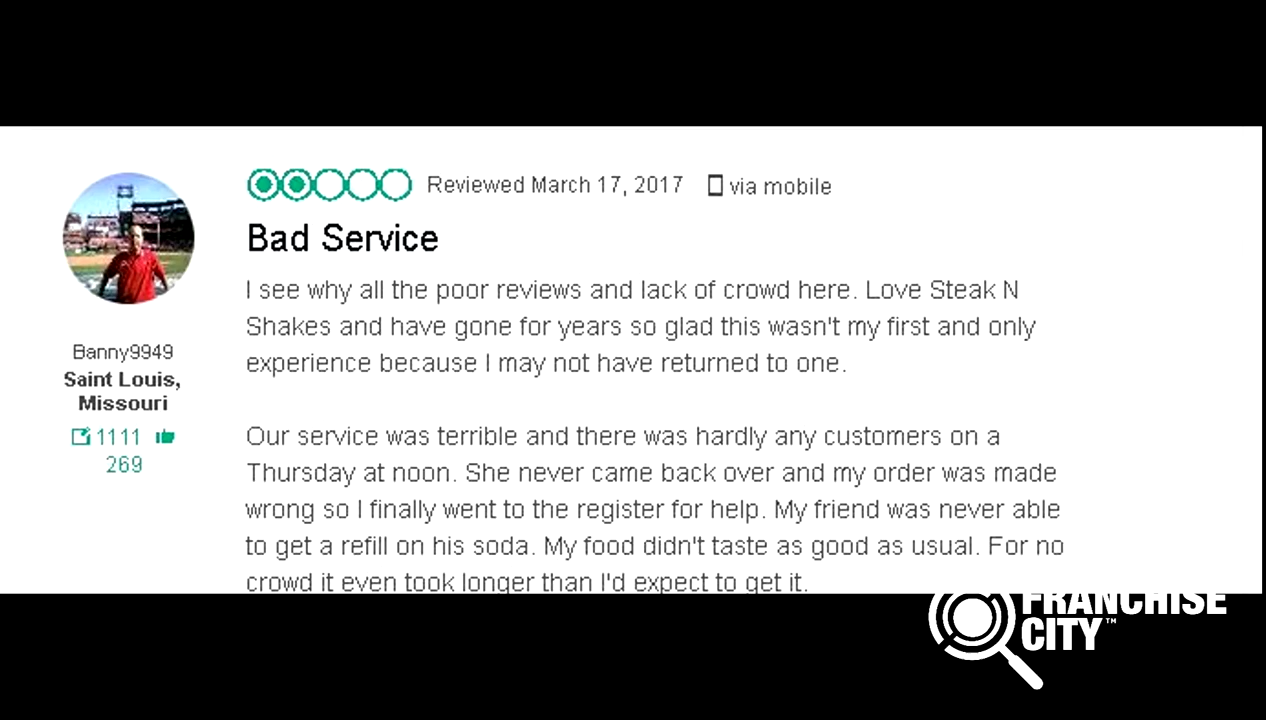 Reviewed March 17, 2017 via mobile
Bad Service
I see why all the poor reviews and lack of crowd here. Love Steak N
Shakes and have gone for years so glad this wasn't my first and only
experience because I may not have returned to one.
Banny9949
Saint Louis,
Missouri
1111
269
Our service was terrible and there was hardly any customers on a
Thursday at noon. She never came back over and my order was made
wrong so I finally went to the register for help. My friend was never able
to get a refill on his soda. My food didn't taste as good as usual. For no
crowd it even took longer than I'd expect to get it.
FRANCHISE
CITY™